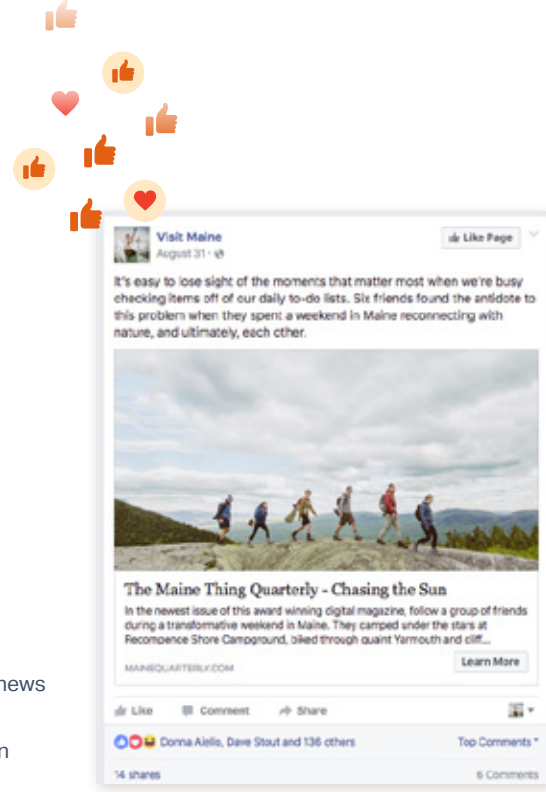 Visit Maine
Like Page
August 31 ·
It's easy to lose sight of the moments that matter most when we're busy
checking items off of our daily to-do lists. Six friends found the antidote to
this problem when they spent a weekend in Maine reconnecting with
nature, and ultimately, each other.
The Maine Thing Quarterly - Chasing the Sun
In the newest issue of this award winning digital magazine, follow a group of friends
during a transformative weekend in Maine. They camped under the stars at
Recompence Shore Campground, biked through quaint Yarmouth and cliff...
MAINEQUARTERLY.COM
Learn More
news
n
Like Comment Share
Donna Aiello, Dave Stout and 136 others
Top Comments
14 shares
6 Comments